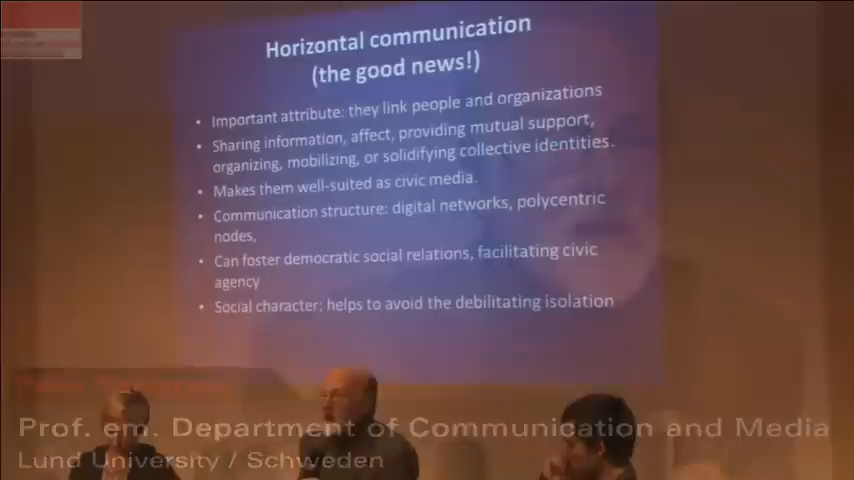 Horizontal communication
(the good news!)
• Important attribute: they link people and organizations
• Sharing information, affect, providing mutual support,
organizing, mobilizing, or solidifying collective identities.
• Makes them well-suited as civic media.
• Communication structure: digital networks, polycentric
nodes,
• Can foster democratic social relations, facilitating civic
agency
• Social character: helps to avoid the debilitating isolation
Prof. em. Department of Communication and Media
Lund University / Schweden